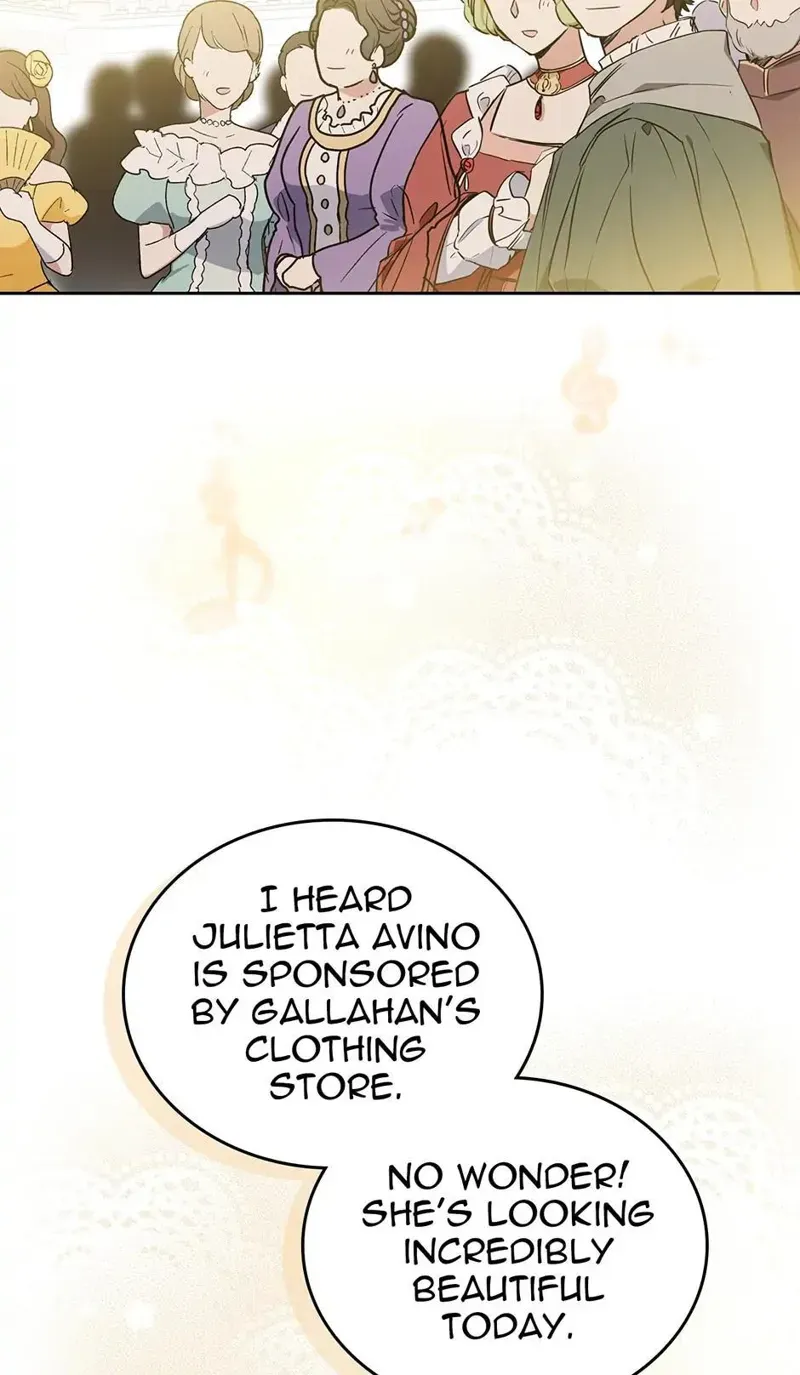 I HEARD
JULIETTA AVINO
IS SPONSORED
BY GALLAHAN'S
CLOTHING
STORE.
NO WONDER!
SHE'S LOOKING
INCREDIBLY
BEAUTIFUL
TODAY.